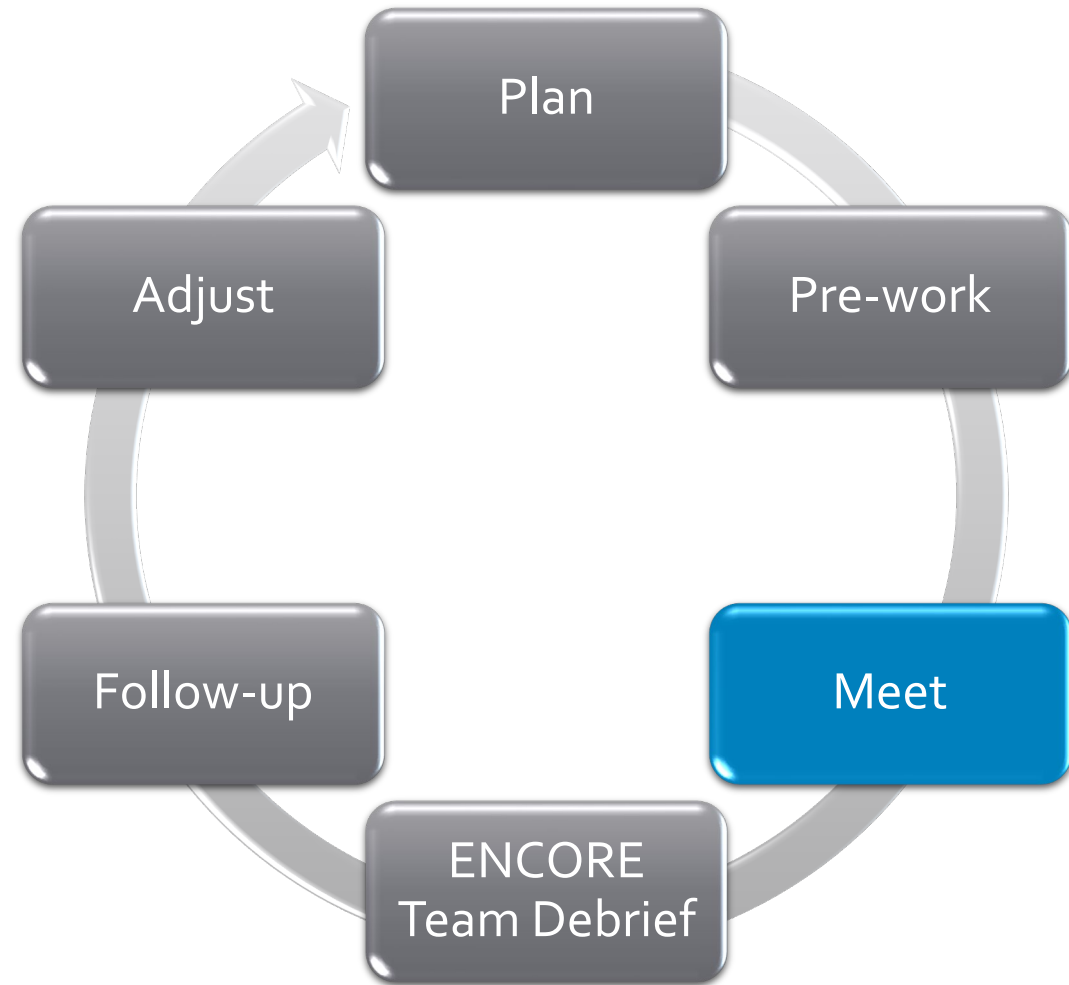 Plan
Pre-work
Meet
ENCORE
Team Debrief
Follow-up
Adjust